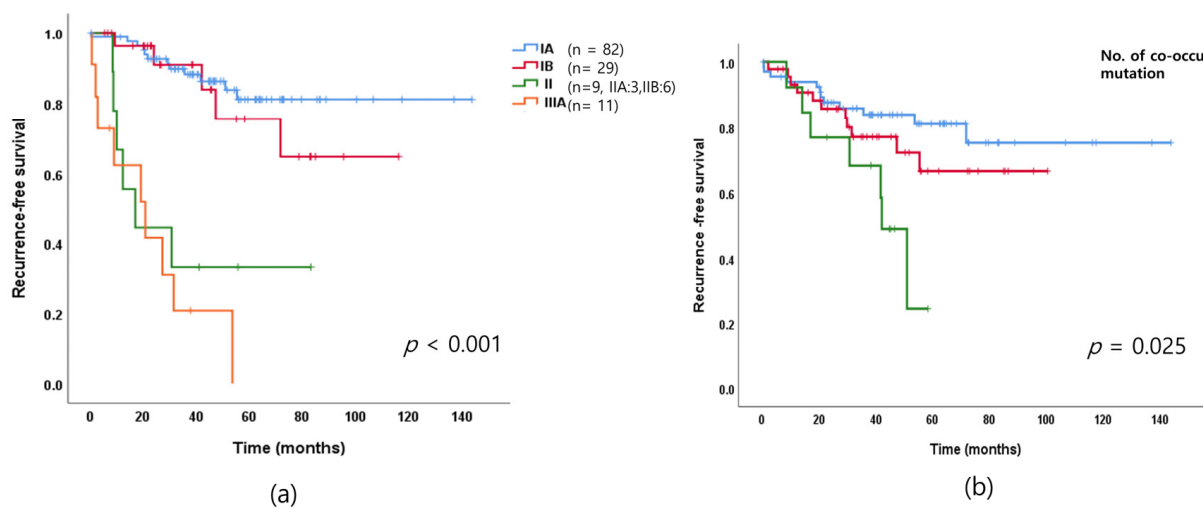 IA (n = 82)
IB (n= 29)
II (n=9, IIA:3,IIB:6)
IIIA (n= 11)
Recurrence-free survival
1.0
0.8
0.6
0.4
0.2
0.0
p < 0.001
0 20 40 60 80 100 120 140
Time (months)
(a)
No. of co-occu
mutation
Recurrence -free survival
1.0
0.8
0.6
0.4
0.2
0.0
p = 0.025
0 20 40 60 80 100 120 140
Time (months)
(b)